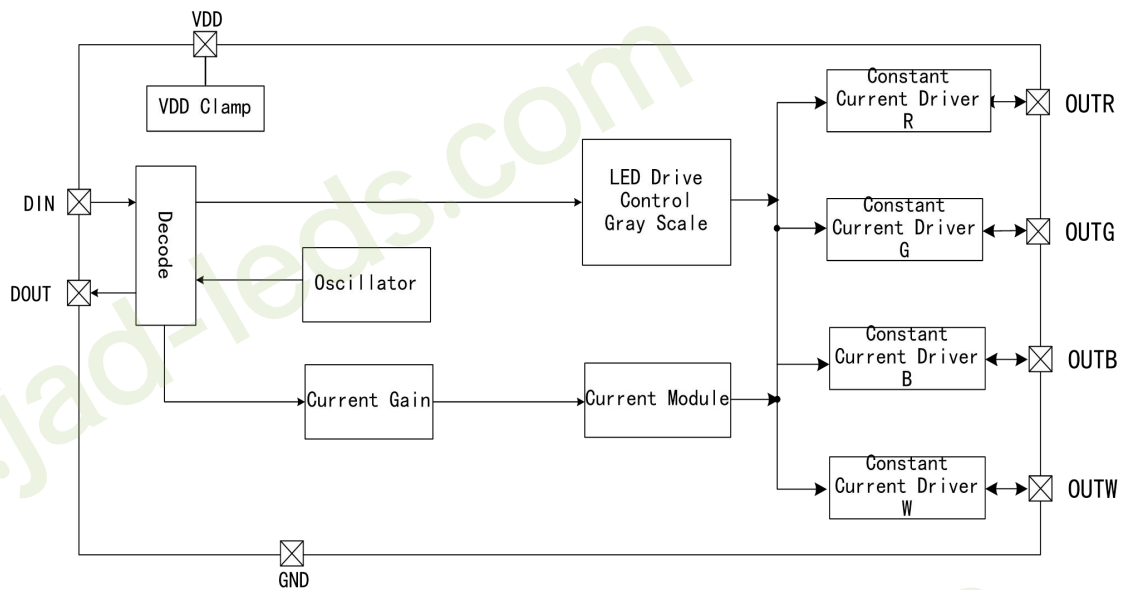 VDD
VDD Clamp
DIN
DOUT
Decode
Oscillator
Current Gain
LED Drive
Control
Gray Scale
Current Module
Constant
Current Driver
R
OUTR
Constant
Current Driver
G
OUTG
Constant
Current Driver
B
OUTB
Constant
Current Driver
W
OUTW
GND
.jad-leds.com